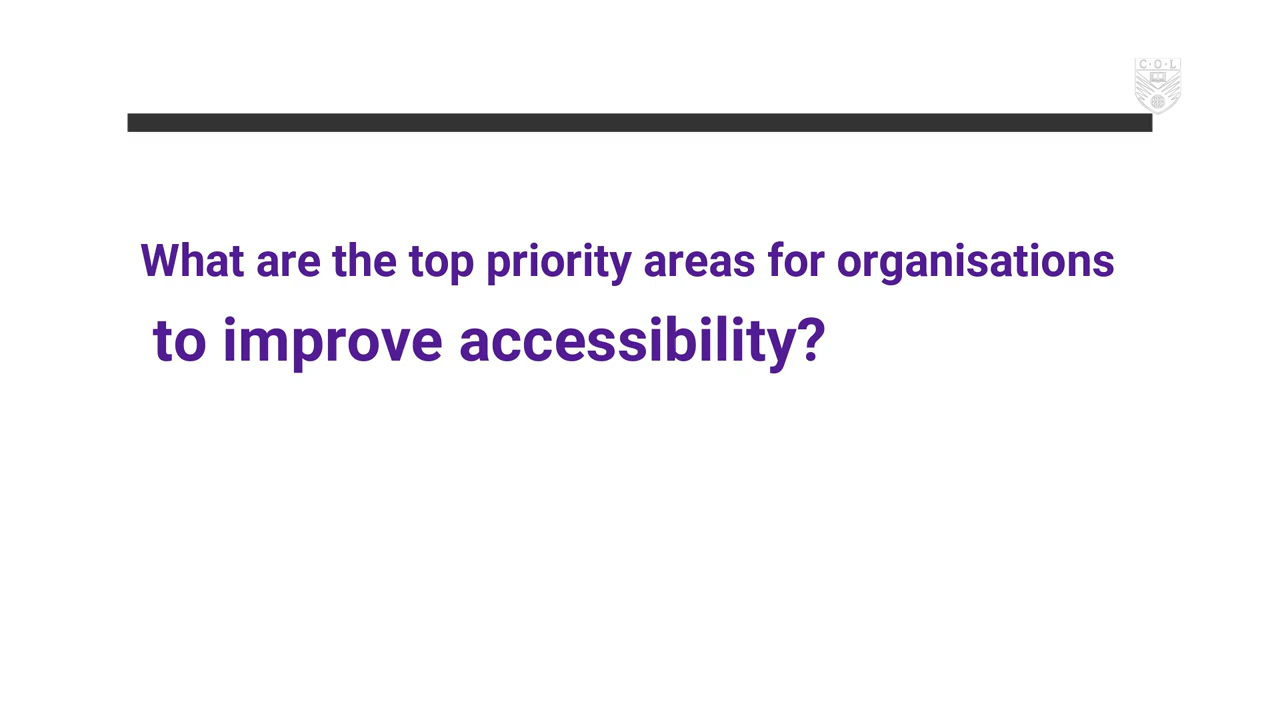 C·O·L
What are the top priority areas for organisations
to improve accessibility?